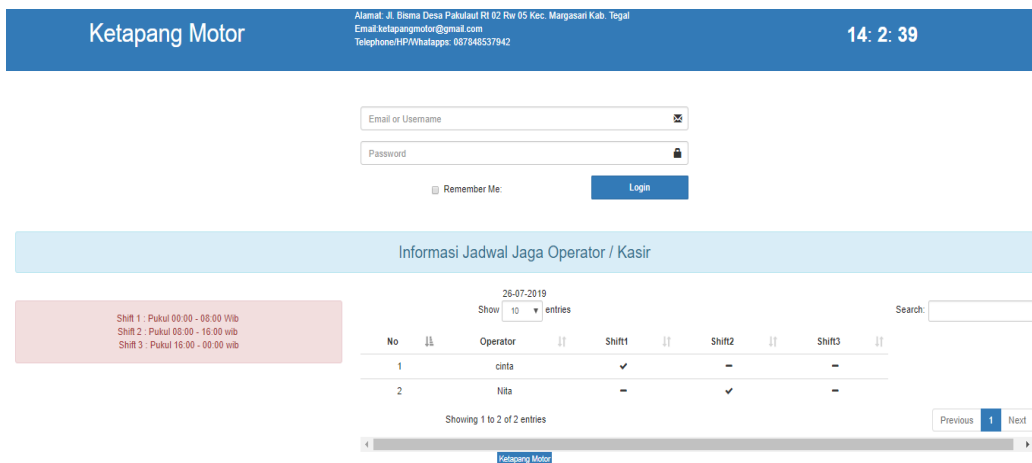 Ketapang Motor
Alamat: Jl. Bisma Desa Pakulaut Rt 02 Rw 05 Kec. Margasari Kab. Tegal
Email:ketapangmotor@gmail.com
Telephone/HP/Whatapps: 087848537942
14: 2: 39
Email or Username
Password
Remember Me:
Login
Informasi Jadwal Jaga Operator / Kasir
Shift 1 : Pukul 00:00 - 08:00 Wib
Shift 2 : Pukul 08:00 - 16:00 wib
Shift 3 : Pukul 16:00 - 00:00 wib
26-07-2019
Show 10 entries
Search:
No Operator Shift1 Shift2 Shift3
1 cinta ✔ – –
2 Nita – ✔ –
Showing 1 to 2 of 2 entries
Previous 1 Next
Ketapang Motor